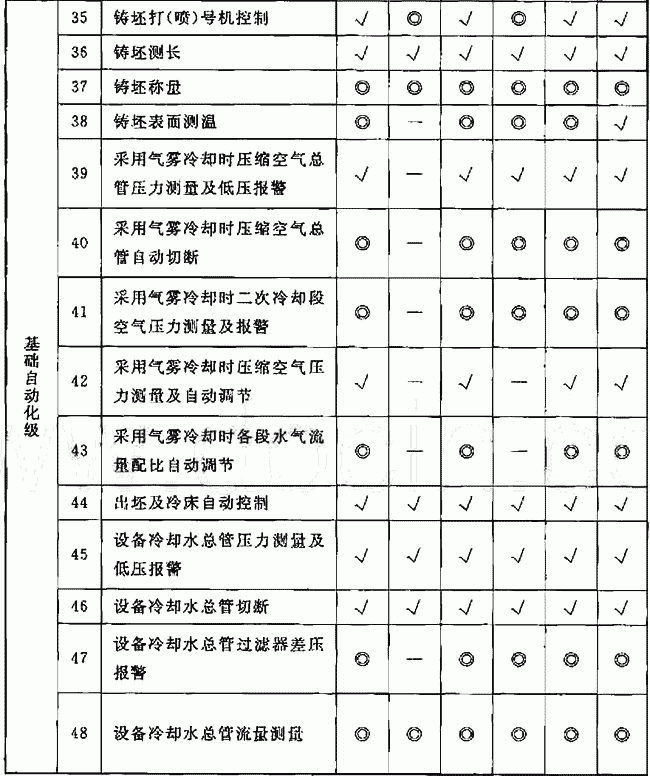 基础自动化级
35 铸坯打(喷)号机控制 √ ◎ √ ◎ √ √
36 铸坯测长 √ √ √ √ √ √
37 铸坯称量 ◎ ◎ ◎ ◎ ◎ ◎
38 铸坯表面测温 ◎ — ◎ ◎ ◎ √
39 采用气雾冷却时压缩空气总
管压力测量及低压报警 √ — √ √ √ √
40 采用气雾冷却时压缩空气总
管自动切断 ◎ — ◎ ◎ ◎ ◎
41 采用气雾冷却时二次冷却段
空气压力测量及报警 ◎ — ◎ ◎ ◎ ◎
42 采用气雾冷却时压缩空气压
力测量及自动调节 √ — √ — √ √
43 采用气雾冷却时各段水气流
量配比自动调节 ◎ — ◎ — ◎ ◎
44 出坯及冷床自动控制 √ √ √ √ √ √
45 设备冷却水总管压力测量及
低压报警 √ √ √ √ √ √
46 设备冷却水总管切断 √ √ √ √ √ √
47 设备冷却水总管过滤器差压
报警 ◎ — ◎ ◎ ◎ ◎
48 设备冷却水总管流量测量 ◎ ◎ ◎ ◎ ◎ ◎